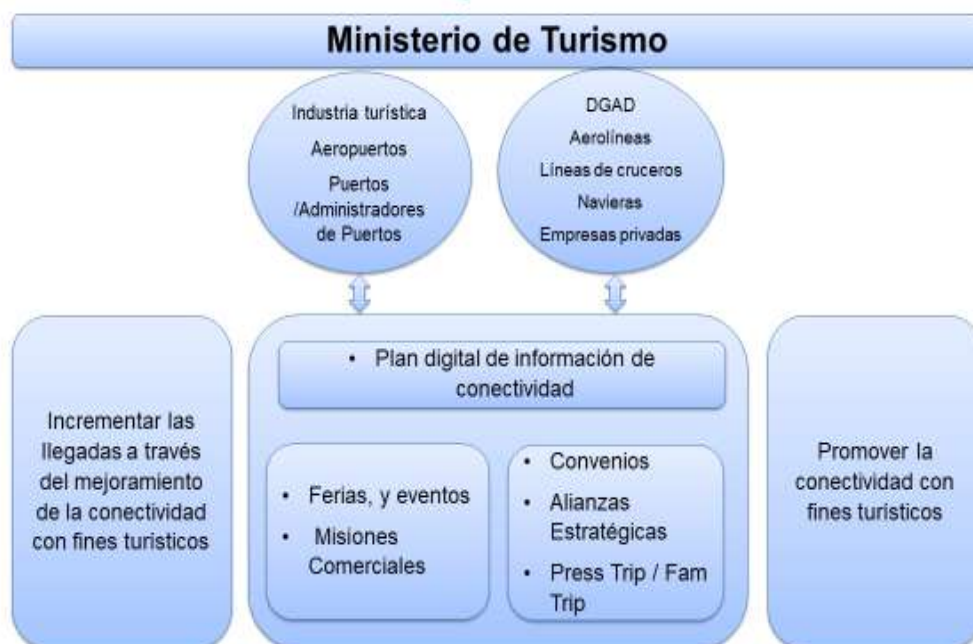 Ministerio de Turismo
Industria turística
Aeropuertos
Puertos
/Administradores
de Puertos
DGAD
Aerolíneas
Líneas de cruceros
Navieras
Empresas privadas
Incrementar las
llegadas a través
del mejoramiento
de la conectividad
con fines turísticos
• Plan digital de información de
conectividad
• Ferias, y eventos
• Misiones
Comerciales
• Convenios
• Alianzas
Estratégicas
• Press Trip / Fam
Trip
Promover la
conectividad con
fines turísticos